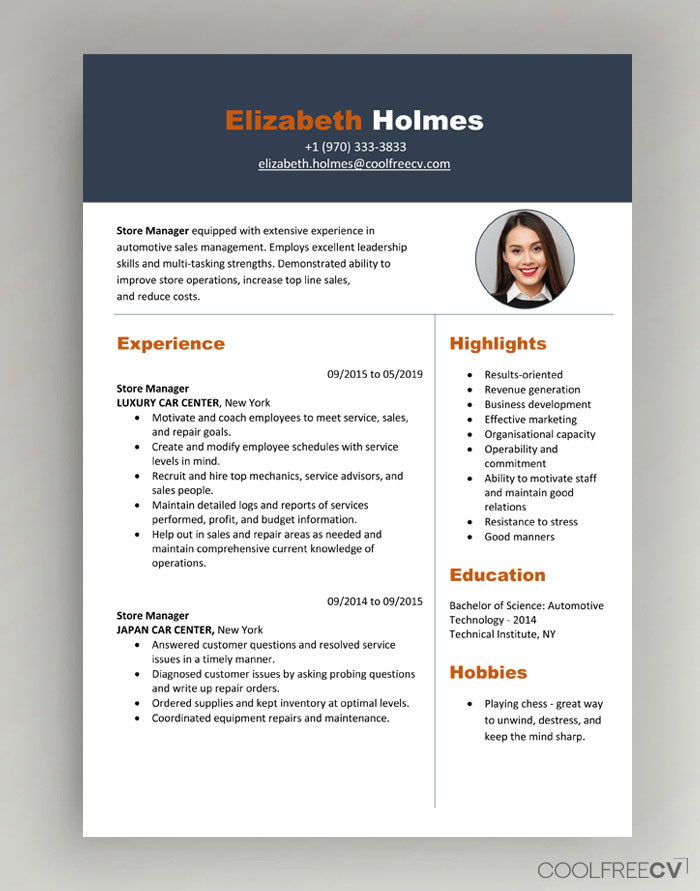 Elizabeth Holmes
+1 (970) 333-3833
elizabeth.holmes@coolfreecv.com
Store Manager equipped with extensive experience in
automotive sales management. Employs excellent leadership
skills and multi-tasking strengths. Demonstrated ability to
improve store operations, increase top line sales,
and reduce costs.
Experience
09/2015 to 05/2019
Store Manager
LUXURY CAR CENTER, New York
• Motivate and coach employees to meet service, sales,
and repair goals.
• Create and modify employee schedules with service
levels in mind.
• Recruit and hire top mechanics, service advisors, and
sales people.
• Maintain detailed logs and reports of services
performed, profit, and budget information.
• Help out in sales and repair areas as needed and
maintain comprehensive current knowledge of
operations.
09/2014 to 09/2015
Store Manager
JAPAN CAR CENTER, New York
• Answered customer questions and resolved service
issues in a timely manner.
• Diagnosed customer issues by asking probing questions
and write up repair orders.
• Ordered supplies and kept inventory at optimal levels.
• Coordinated equipment repairs and maintenance.
Highlights
• Results-oriented
• Revenue generation
• Business development
• Effective marketing
• Organisational capacity
• Operability and
commitment
• Ability to motivate staff
and maintain good
relations
• Resistance to stress
• Good manners
Education
Bachelor of Science: Automotive
Technology - 2014
Technical Institute, NY
Hobbies
• Playing chess - great way
to unwind, destress, and
keep the mind sharp.
COOLFREECV